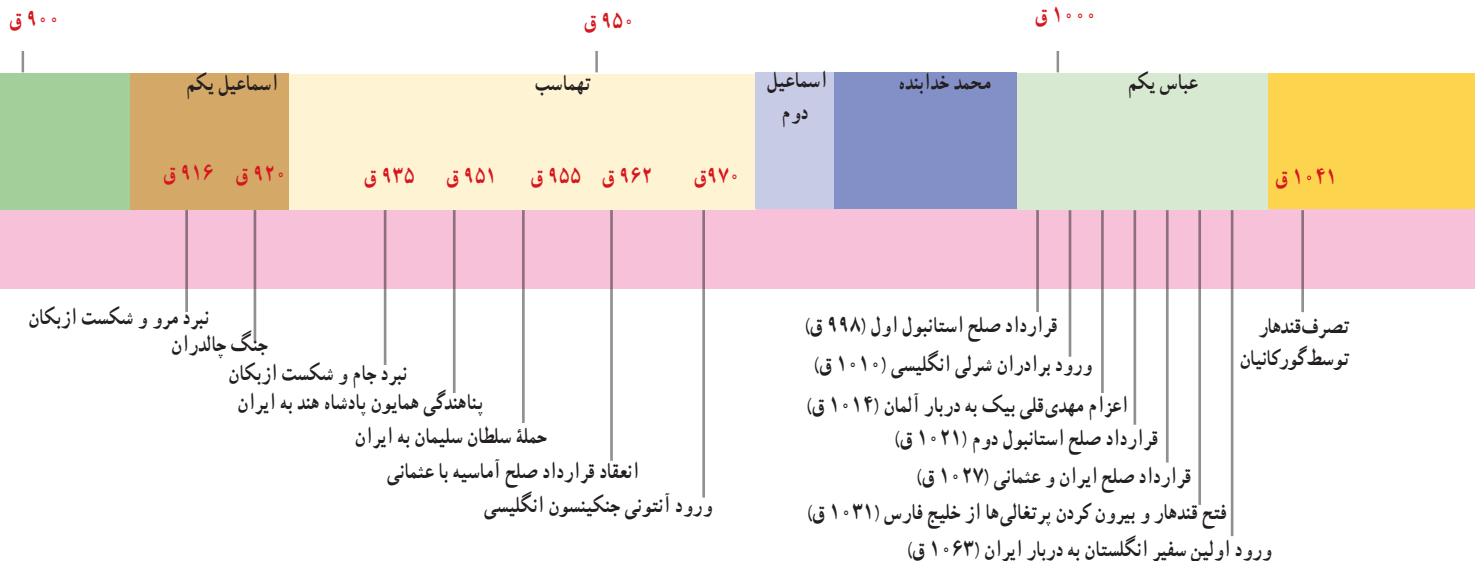 ۹۰۰ ق
۹۵۰ ق
۱۰۰۰ ق
اسماعیل یکم
تهماسب
اسماعیل
دوم
محمد خدابنده
عباس یکم
۹۱۶ ق
۹۲۰ ق
۹۳۵ ق
۹۵۱ ق
۹۵۵ ق
۹۶۲ ق
۹۷۰ق
۱۰۴۱ ق
نبرد مرو و شکست ازبکان
جنگ چالدران
نبرد جام و شکست ازبکان
پناهندگی همایون پادشاه هند به ایران
حملهٔ سلطان سلیمان به ایران
انعقاد قرارداد صلح آماسیه با عثمانی
ورود آنتونی جنکینسون انگلیسی
قرارداد صلح استانبول اول (۹۹۸ ق)
ورود برادران شرلی انگلیسی (۱۰۱۰ ق)
اعزام مهدی‌قلی بیک به دربار آلمان (۱۰۱۴ ق)
قرارداد صلح استانبول دوم (۱۰۲۱ ق)
قرارداد صلح ایران و عثمانی (۱۰۲۷ ق)
فتح قندهار و بیرون کردن پرتغالی‌ها از خلیج فارس (۱۰۳۱ ق)
ورود اولین سفیر انگلستان به دربار ایران (۱۰۶۳ ق)
تصرف قندهار
توسط گورکانیان